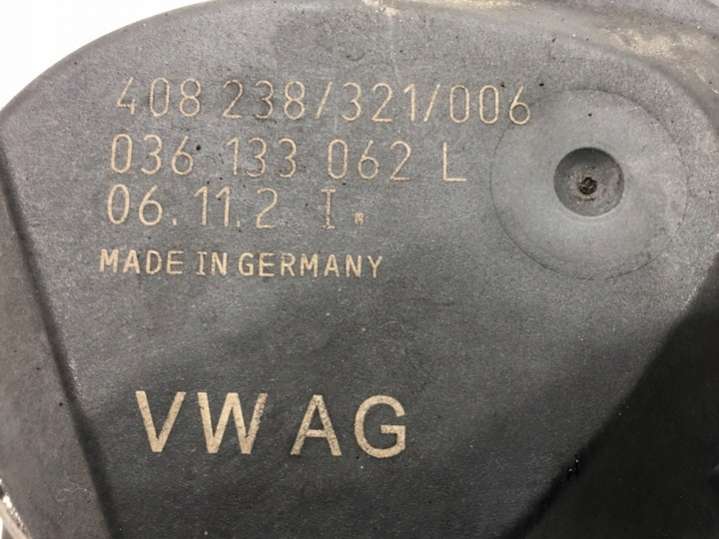 408 238/321/006
036 133 062 L
06.11.2 I.
MADE IN GERMANY
VW AG